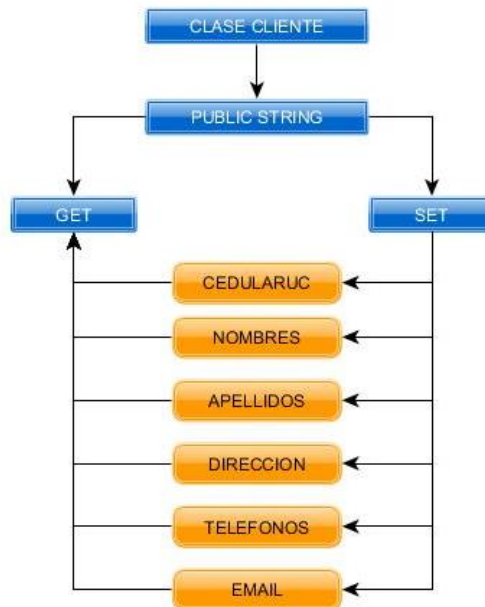 CLASE CLIENTE
PUBLIC STRING
GET
SET
CEDULARUC
NOMBRES
APELLIDOS
DIRECCION
TELEFONOS
EMAIL